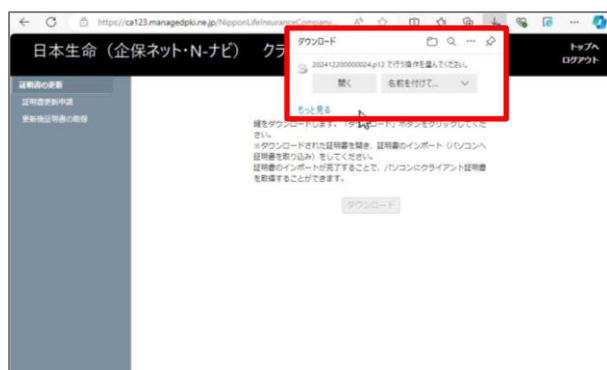 https://ca123.managedpki.ne.jp/NipponLifeInsuranceCompany...
日本生命（企保ネット・N-ナビ） クラ
トップへ
ログアウト
ダウンロード
202412200000024.p12 で行う操作を選んでください。
開く
名前を付けて...
もっと見る
証明書の更新
証明書更新申請
更新後証明書の取得
をダウンロードします。「ダウンロード」ボタンをクリックしてくだ
さい。
※ダウンロードされた証明書を開き、証明書のインポート（パソコンへ
証明書を取り込み）をしてください。
証明書のインポートが完了することで、パソコンにクライアント証明書
を取得することができます。
ダウンロード